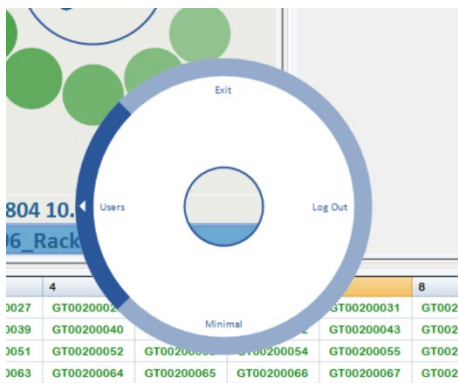 Exit
804 10.
Users
Log Out
06_Rack
4
8
0027 GT0020002 GT00200031 GT002
Minimal
0039 GT00200040 GT00200043 GT002
0051 GT00200052 GT00200054 GT00200055 GT002
0063 GT00200064 GT00200065 GT00200066 GT00200067 GT002